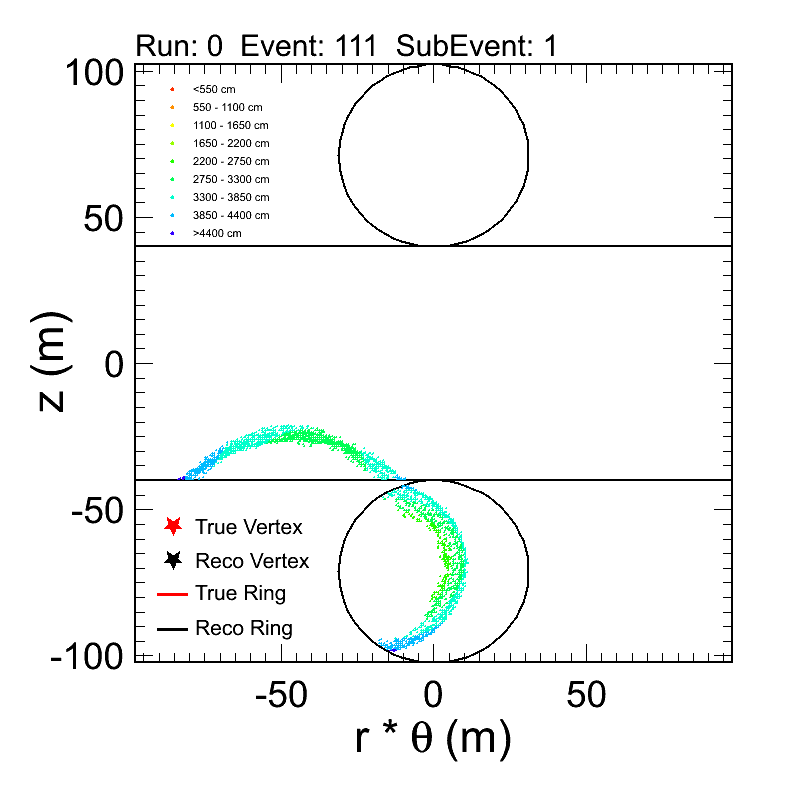 Run: 0  Event: 111  SubEvent: 1
100
<550 cm
550 - 1100 cm
1100 - 1650 cm
1650 - 2200 cm
2200 - 2750 cm
2750 - 3300 cm
3300 - 3850 cm
3850 - 4400 cm
>4400 cm
50
0
z (m)
-50
True Vertex
Reco Vertex
True Ring
Reco Ring
-100
-50 0 50
r * θ (m)